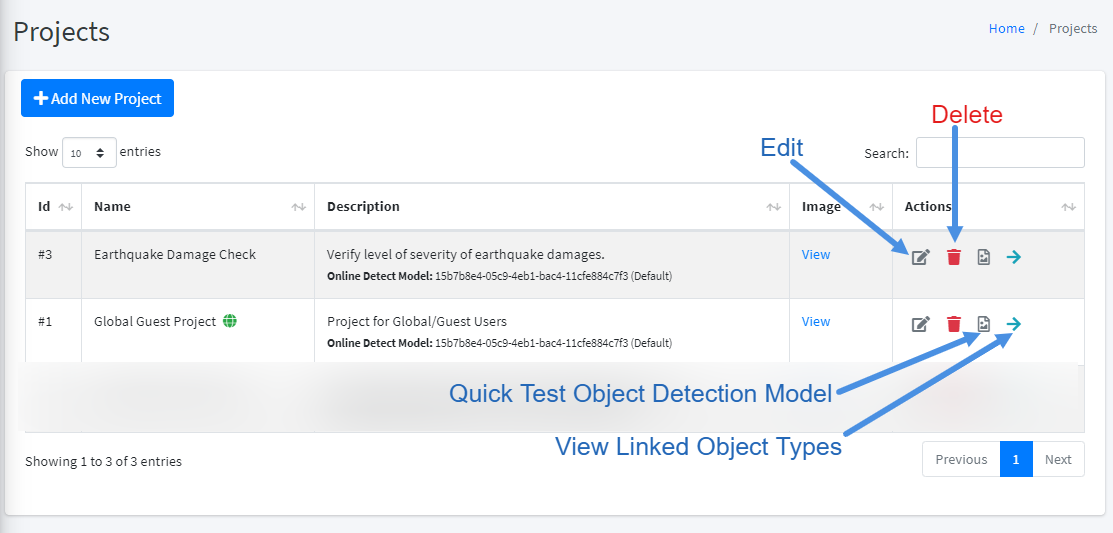 Projects
Home / Projects
Add New Project
Delete
Edit
Show 10 entries
Search:
Id Name Description Image Actions
#3 Earthquake Damage Check Verify level of severity of earthquake damages. View
Online Detect Model: 15b7b8e4-05c9-4eb1-bac4-11cfe884c7f3 (Default)
#1 Global Guest Project Project for Global/Guest Users View
Online Detect Model: 15b7b8e4-05c9-4eb1-bac4-11cfe884c7f3 (Default)
Quick Test Object Detection Model
View Linked Object Types
Showing 1 to 3 of 3 entries
Previous 1 Next